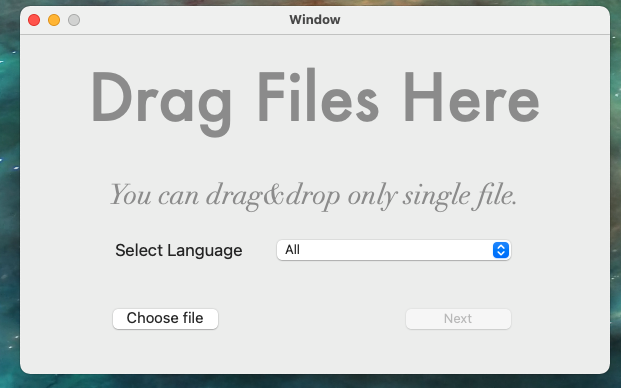 Window
Drag Files Here
You can drag&drop only single file.
Select Language All
Choose file Next